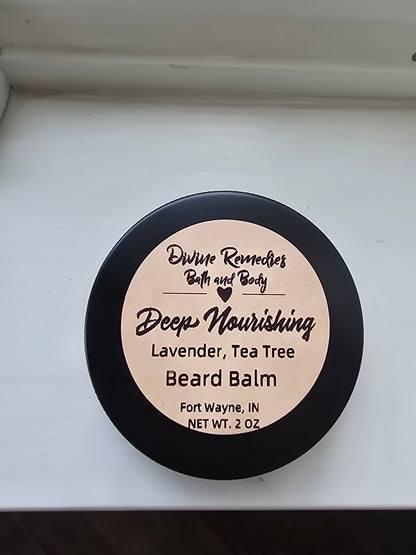 Divine Remedies
Bath and Body
Deep Nourishing
Lavender, Tea Tree
Beard Balm
Fort Wayne, IN
NET WT. 2 OZ